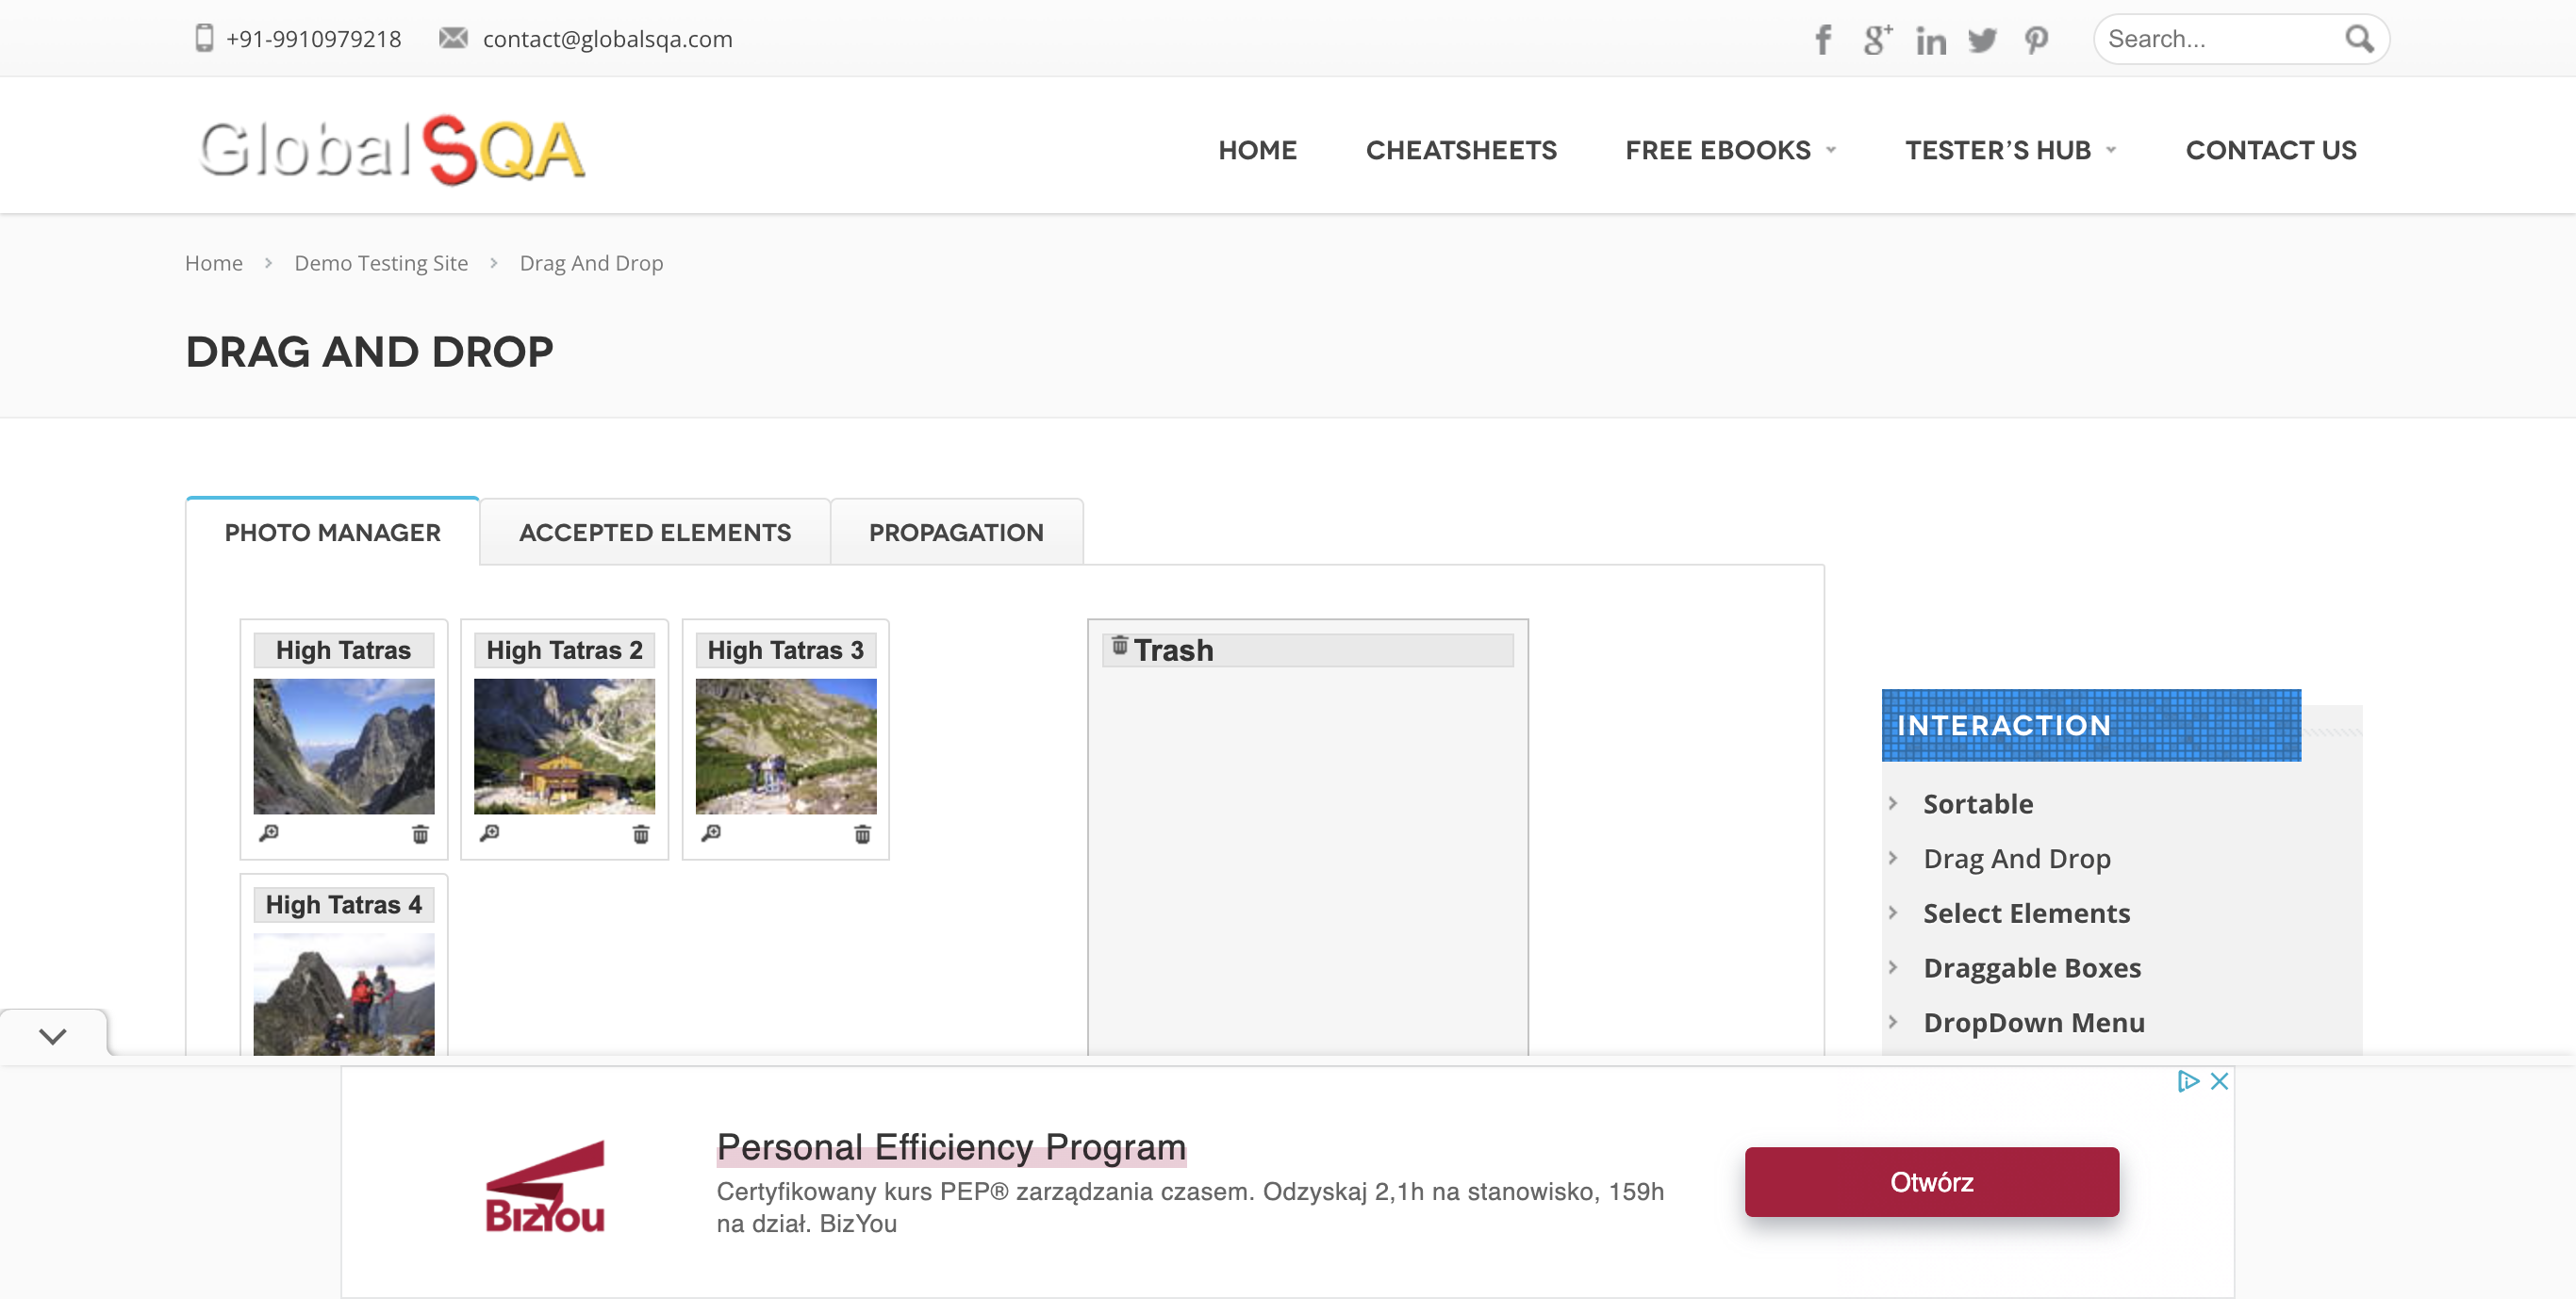 +91-9910979218 contact@globalsqa.com Search...
GlobalSQA
HOME CHEATSHEETS FREE EBOOKS TESTER’S HUB CONTACT US
Home Demo Testing Site Drag And Drop
DRAG AND DROP
PHOTO MANAGER ACCEPTED ELEMENTS PROPAGATION
High Tatras High Tatras 2 High Tatras 3
Trash
High Tatras 4
INTERACTION
Sortable
Drag And Drop
Select Elements
Draggable Boxes
DropDown Menu
BizYou
Personal Efficiency Program
Certyfikowany kurs PEP® zarządzania czasem. Odzyskaj 2,1h na stanowisko, 159h
na dział. BizYou
Otwórz